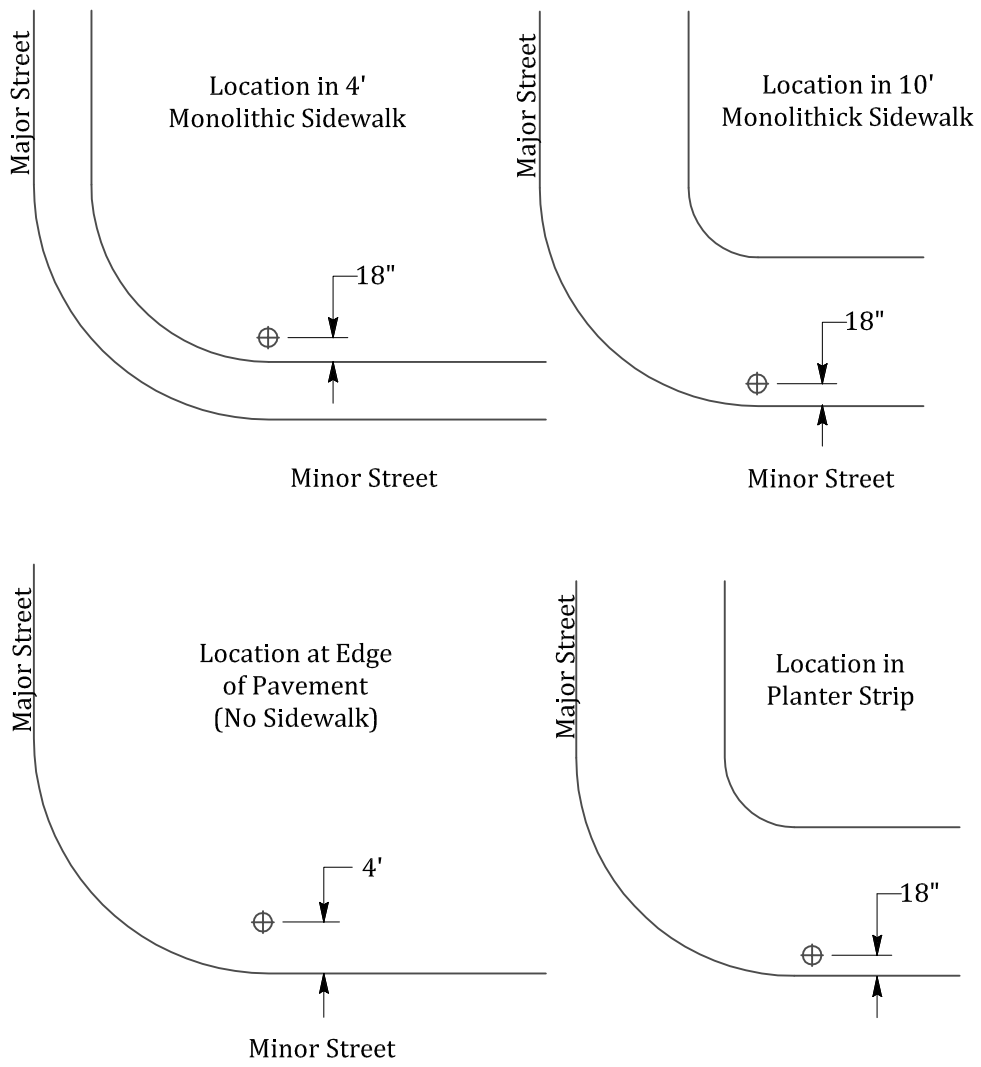 Major Street
Location in 4'
Monolithic Sidewalk
18"
Minor Street
Major Street
Location in 10'
Monolithick Sidewalk
18"
Minor Street
Major Street
Location at Edge
of Pavement
(No Sidewalk)
4'
Minor Street
Major Street
Location in
Planter Strip
18"